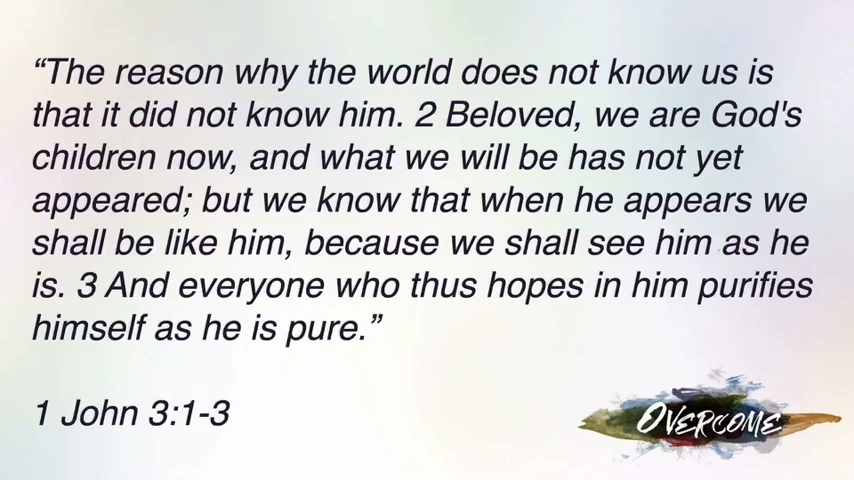 “The reason why the world does not know us is
that it did not know him. 2 Beloved, we are God's
children now, and what we will be has not yet
appeared; but we know that when he appears we
shall be like him, because we shall see him as he
is. 3 And everyone who thus hopes in him purifies
himself as he is pure.”
1 John 3:1-3
OVERCOME